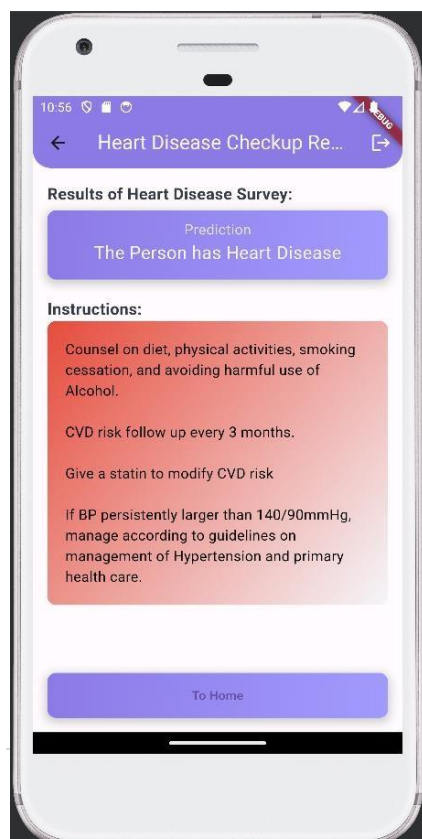 10:56
DEBUG
Heart Disease Checkup Re...
Results of Heart Disease Survey:
Prediction
The Person has Heart Disease
Instructions:
Counsel on diet, physical activities, smoking
cessation, and avoiding harmful use of
Alcohol.
CVD risk follow up every 3 months.
Give a statin to modify CVD risk
If BP persistently larger than 140/90mmHg,
manage according to guidelines on
management of Hypertension and primary
health care.
To Home